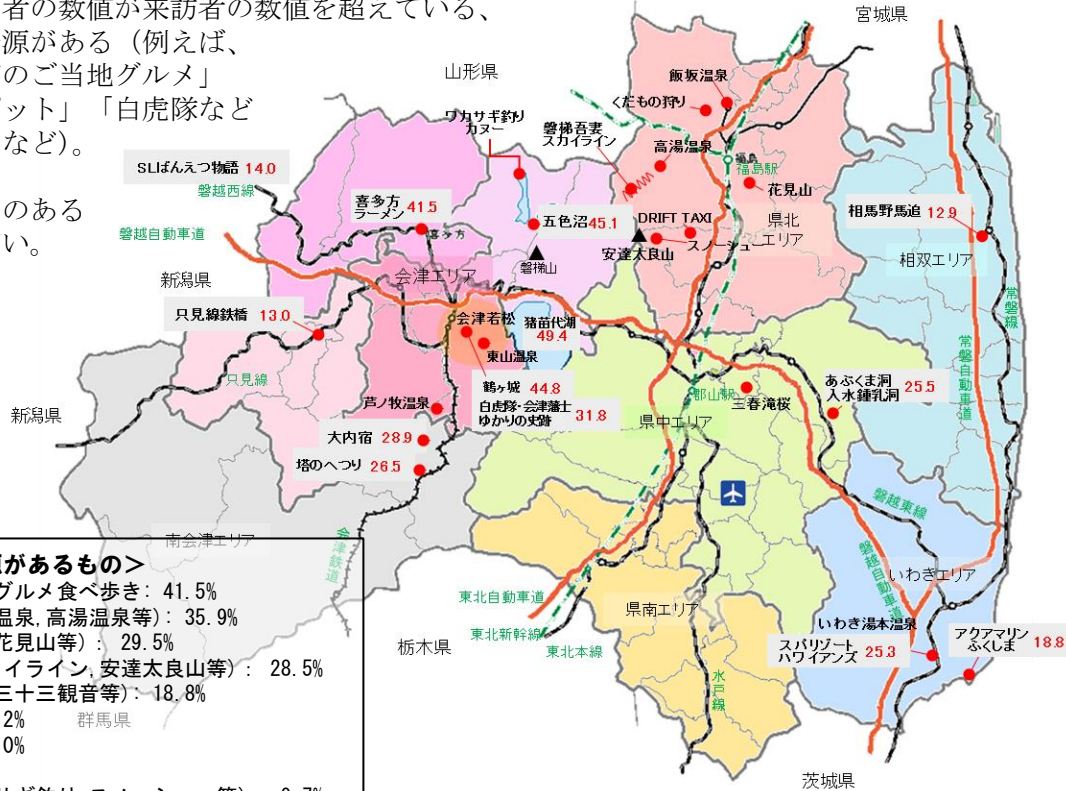 者の数値が来訪者の数値を超えている、
源がある（例えば、
のご当地グルメ」
ット」「白虎隊など
など）。
のある
い。
宮城県
山形県
飯坂温泉
くだもの狩り
ワカサギ釣り
カヌー
磐梯吾妻
スカイライン
高湯温泉
福島
福島駅
花見山
SLばんえつ物語 14.0
磐越西線
喜多方
ラーメン 41.5
喜多方
五色沼 45.1
DRIFT TAXI
県北
エリア
スノーシュー
安達太良山
相馬野馬追 12.9
相双エリア
磐越自動車道
磐梯山
会津エリア
新潟県
常磐線
只見線鉄橋 13.0
会津若松
猪苗代湖
49.4
東山温泉
常磐自動車道
只見線
鶴ヶ城 44.8
白虎隊・会津藩士
ゆかりの史跡 31.8
郡山駅
三春滝桜
あぶくま洞
入水鍾乳洞 25.5
新潟県
芦ノ牧温泉
県中エリア
大内宿 28.9
塔のへつり 26.5
磐越東線
南会津エリア
会津鉄道
磐越自動車道
いわきエリア
があるもの＞
グルメ食べ歩き: 41.5%
温泉,高湯温泉等): 35.9%
花見山等): 29.5%
イライン,安達太良山等): 28.5%
三十三観音等): 18.8%
2%
0%
群馬県
東北自動車道
東北新幹線
東北本線
栃木県
県南エリア
水戸線
いわき湯本温泉
スパリゾート
ハワイアンズ 25.3
アクアマリン
ふくしま 18.8
茨城県